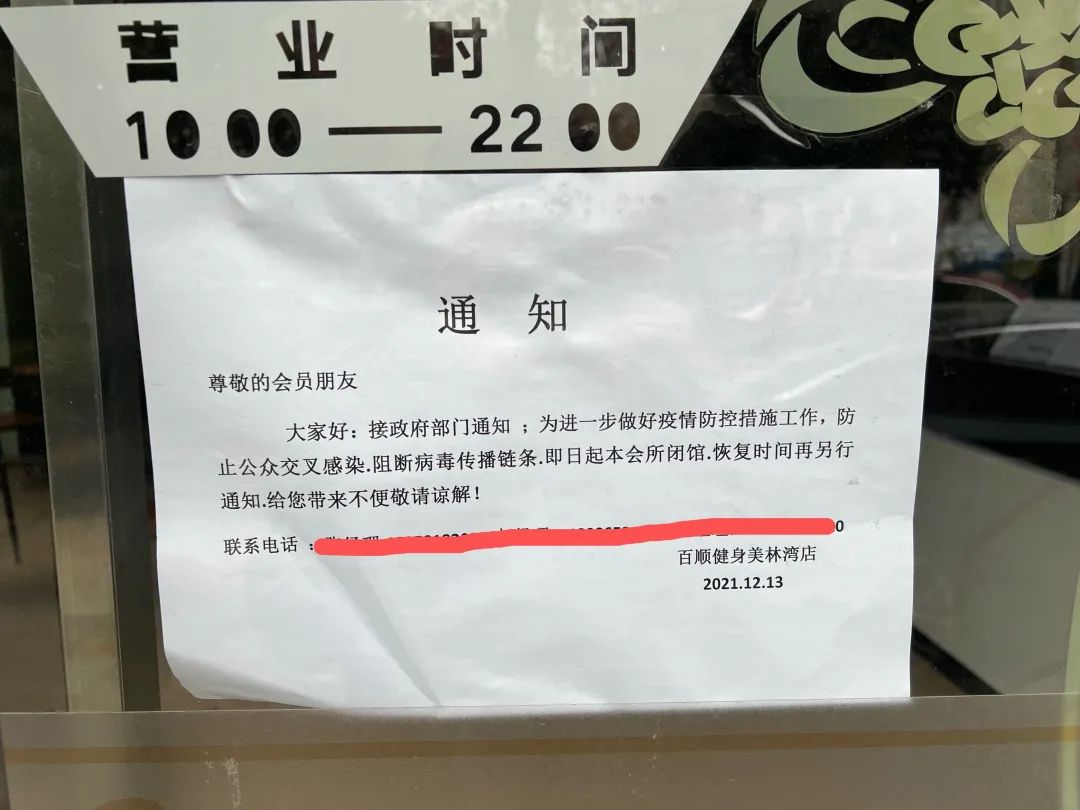 营业时间
10:00——22:00
通 知
尊敬的会员朋友
大家好：接政府部门通知 ；为进一步做好疫情防控措施工作，防
止公众交叉感染.阻断病毒传播链条.即日起本会所闭馆.恢复时间再另行
通知.给您带来不便敬请谅解！
联系电话 ：
百顺健身美林湾店
2021.12.13